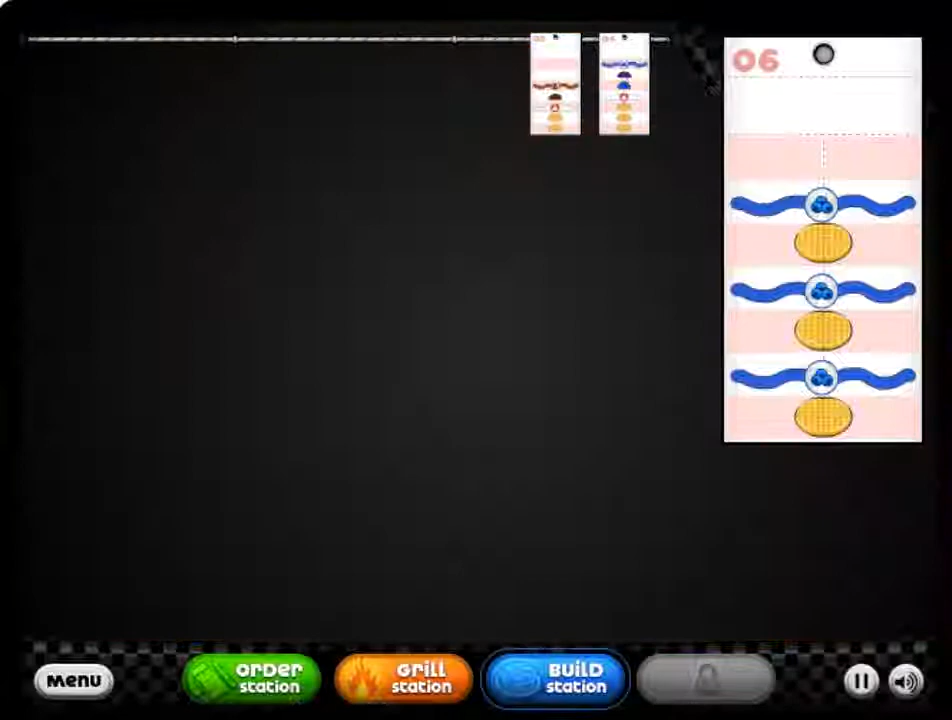 06
MENU
ORDER
station
GRILL
station
BUILD
station